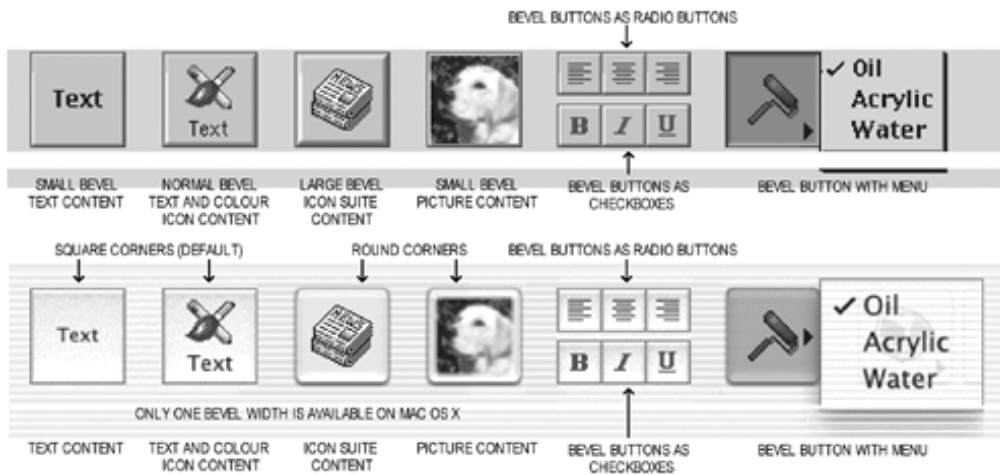 BEVEL BUTTONS AS RADIO BUTTONS
Text
Text
✓ Oil
Acrylic
Water
B I U
SMALL BEVEL
TEXT CONTENT
NORMAL BEVEL
TEXT AND COLOUR
ICON CONTENT
LARGE BEVEL
ICON SUITE
CONTENT
SMALL BEVEL
PICTURE CONTENT
BEVEL BUTTONS AS
CHECKBOXES
BEVEL BUTTON WITH MENU
SQUARE CORNERS (DEFAULT)
ROUND CORNERS
BEVEL BUTTONS AS RADIO BUTTONS
Text
Text
✓ Oil
Acrylic
Water
B I U
ONLY ONE BEVEL WIDTH IS AVAILABLE ON MAC OS X
TEXT CONTENT
TEXT AND COLOUR
ICON CONTENT
ICON SUITE
CONTENT
PICTURE CONTENT
BEVEL BUTTONS AS
CHECKBOXES
BEVEL BUTTON WITH MENU